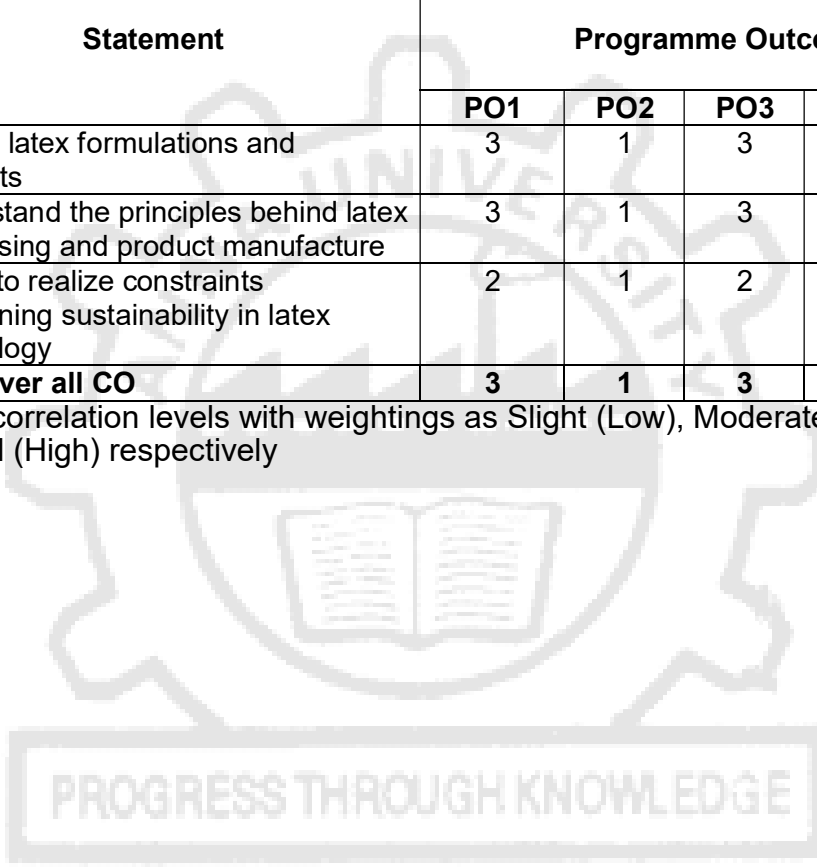 Statement Programme Outco
PO1 PO2 PO3
latex formulations and 3 1 3
ts
stand the principles behind latex 3 1 3
sing and product manufacture
to realize constraints 2 1 2
ning sustainability in latex
logy
ver all CO 3 1 3
correlation levels with weightings as Slight (Low), Moderate
l (High) respectively
UNIVERSITY
PROGRESS THROUGH KNOWLEDGE